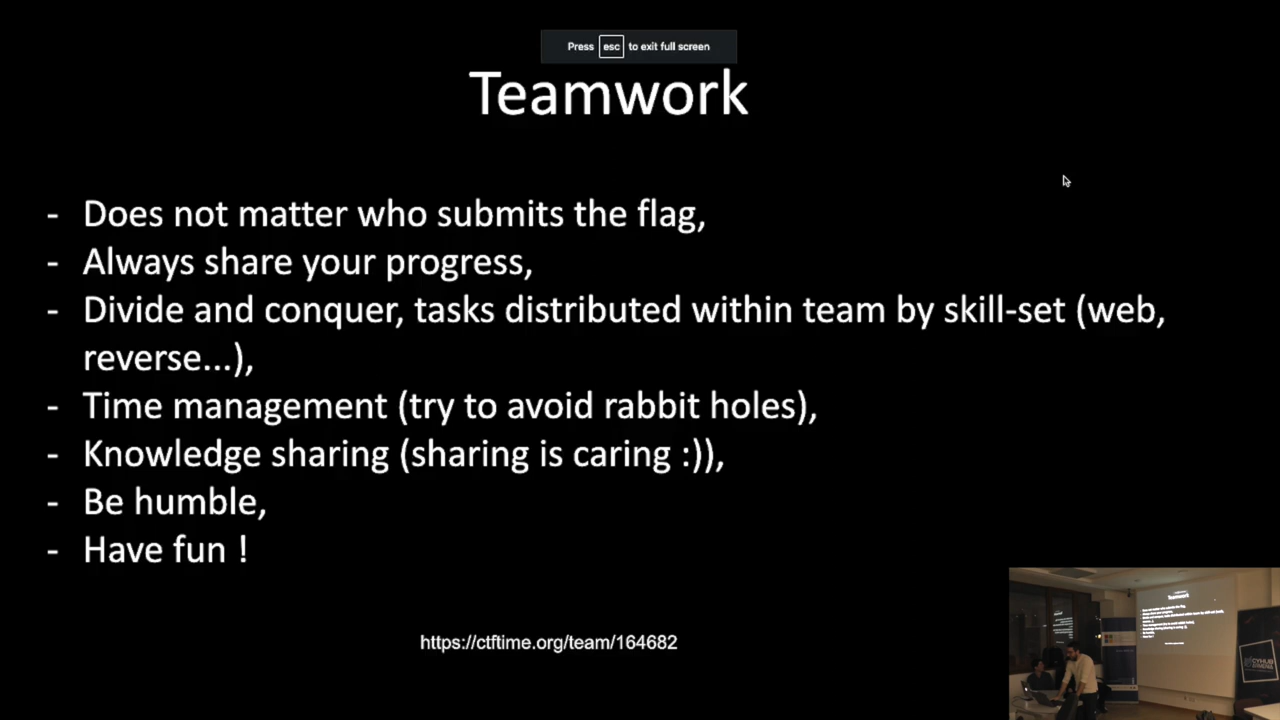 Press esc to exit full screen
Teamwork
- Does not matter who submits the flag,
- Always share your progress,
- Divide and conquer, tasks distributed within team by skill-set (web,
reverse...),
- Time management (try to avoid rabbit holes),
- Knowledge sharing (sharing is caring :)),
- Be humble,
- Have fun !
https://ctftime.org/team/164682
Teamwork
CYHUB